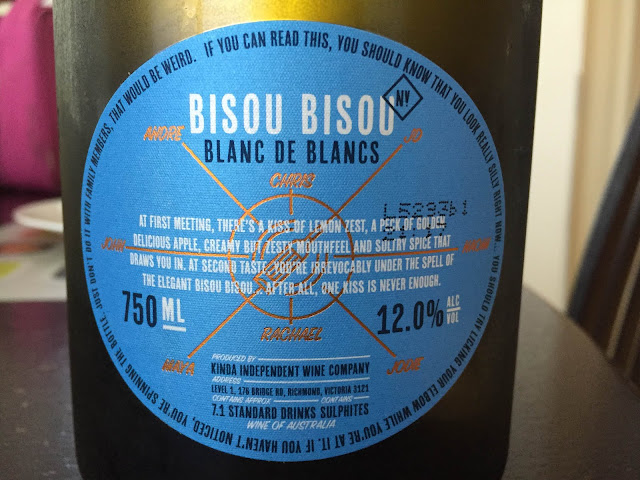 IF YOU CAN READ THIS, YOU SHOULD KNOW THAT YOU LOOK REALLY SILLY RIGHT NOW. YOU SHOULD TRY LICKING YOUR ELBOW WHILE YOU'RE AT IT. IF YOU HAVEN'T NOTICED, YOU'RE SPINNING THE BOTTLE. JUST DON'T DO IT WITH FAMILY MEMBERS, THAT WOULD BE WEIRD.
BISOU BISOU NV
BLANC DE BLANCS
ANDRE
JO
CHRIS
L5293b1
AT FIRST MEETING, THERE'S A KISS OF LEMON ZEST, A PECK OF GOLDEN
DELICIOUS APPLE, CREAMY BUT ZESTY MOUTHFEEL AND SULTRY SPICE THAT
DRAWS YOU IN. AT SECOND TASTE, YOU'RE IRREVOCABLY UNDER THE SPELL OF
THE ELEGANT BISOU BISOU. AFTER ALL, ONE KISS IS NEVER ENOUGH.
JOHN
750 ML
12.0% ALC VOL
RACHAEL
MAFA
JODE
PRODUCED BY
KINDA INDEPENDENT WINE COMPANY
ADDRESS
LEVEL 1, 176 BRIDGE RD, RICHMOND, VICTORIA 3121
CONTAINS APPROX CONTAINS
7.1 STANDARD DRINKS SULPHITES
WINE OF AUSTRALIA